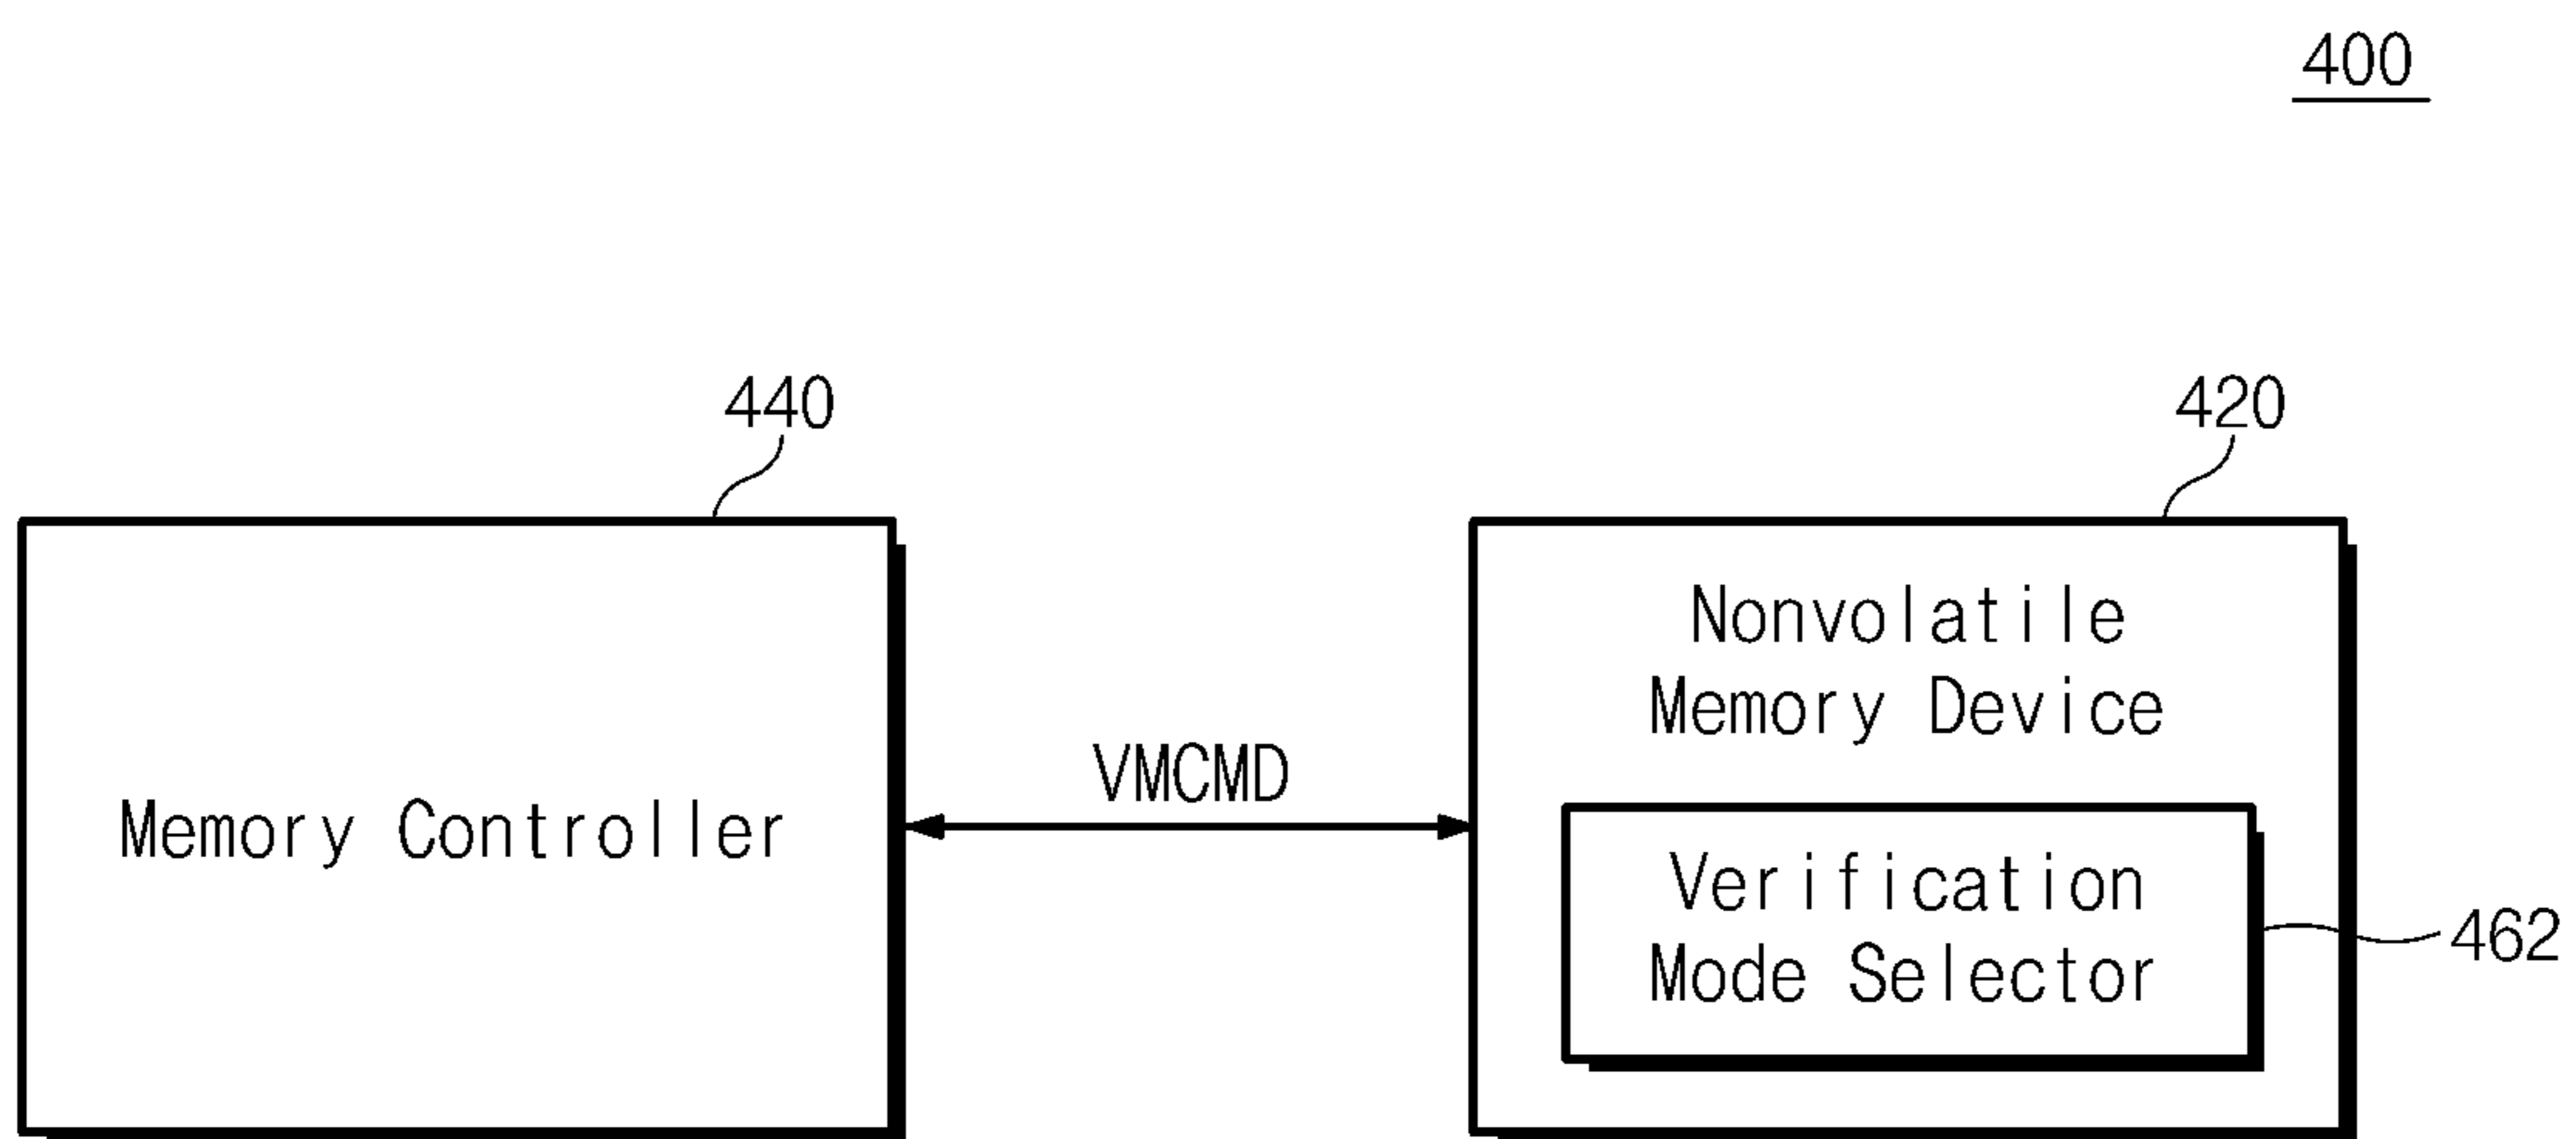 400
440
420
Memory Controller
VMCMD
Nonvolatile
Memory Device
Verification
Mode Selector
462